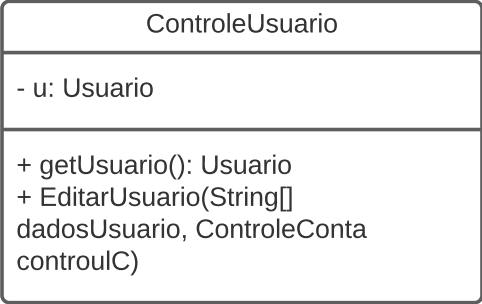 ControleUsuario
- u: Usuario
+ getUsuario(): Usuario
+ EditarUsuario(String[]
dadosUsuario, ControleConta
controulC)